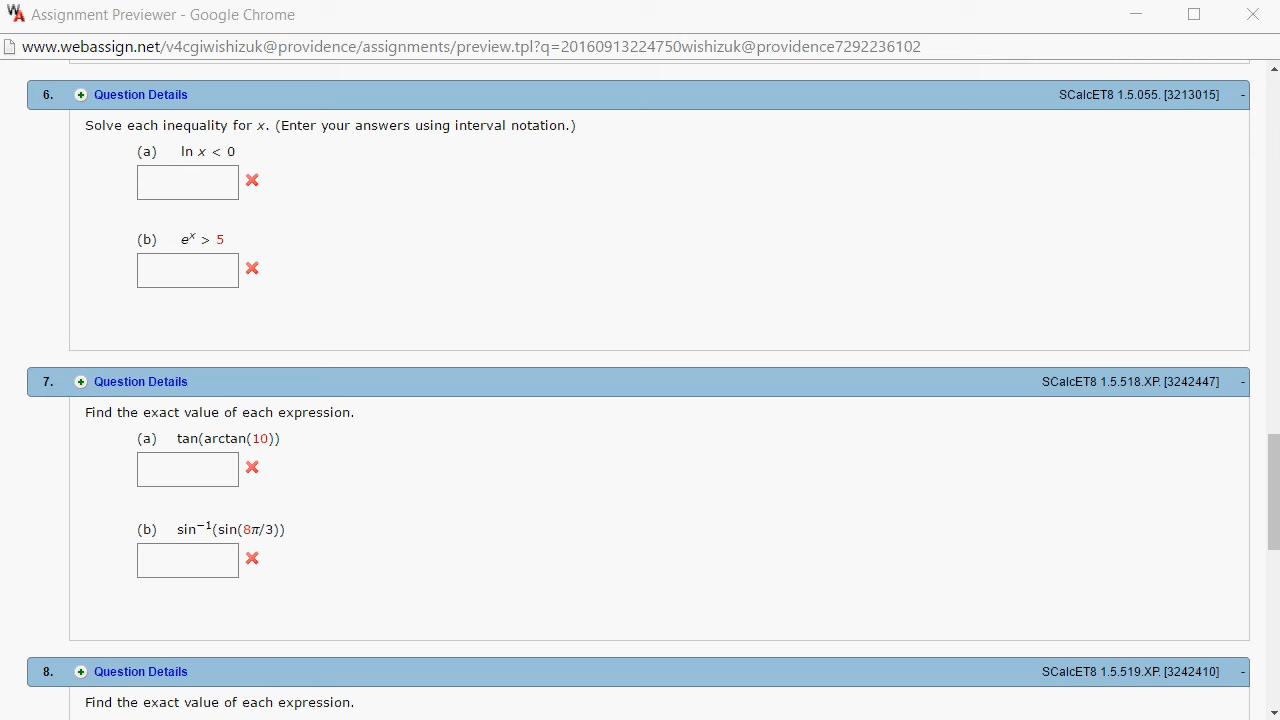 Assignment Previewer - Google Chrome
www.webassign.net/v4cgiwishizuk@providence/assignments/preview.tpl?q=20160913224750wishizuk@providence7292236102
6. Question Details SCalcET8 1.5.055. [3213015] -
Solve each inequality for x. (Enter your answers using interval notation.)
(a) ln x < 0
(b) eˣ > 5
7. Question Details SCalcET8 1.5.518.XP. [3242447] -
Find the exact value of each expression.
(a) tan(arctan(10))
(b) sin⁻¹(sin(8π/3))
8. Question Details SCalcET8 1.5.519.XP. [3242410] -
Find the exact value of each expression.